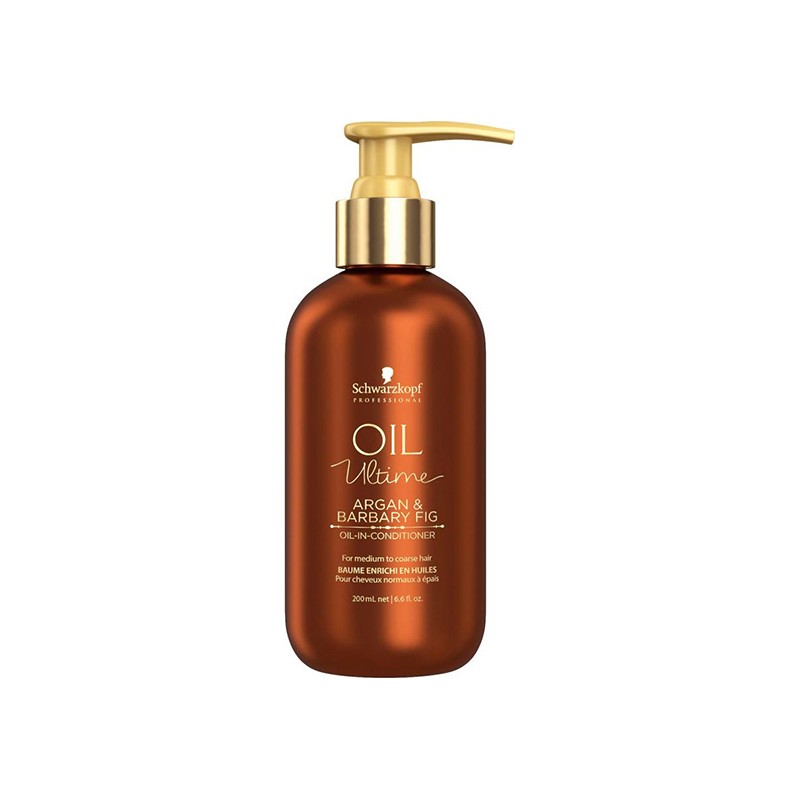 Schwarzkopf
PROFESSIONAL
OIL
Ultime
ARGAN &
BARBARY FIG
OIL-IN-CONDITIONER
For medium to coarse hair
BAUME ENRICHI EN HUILES
Pour cheveux normaux à épais
200 mL net | 6.6 fl. oz.